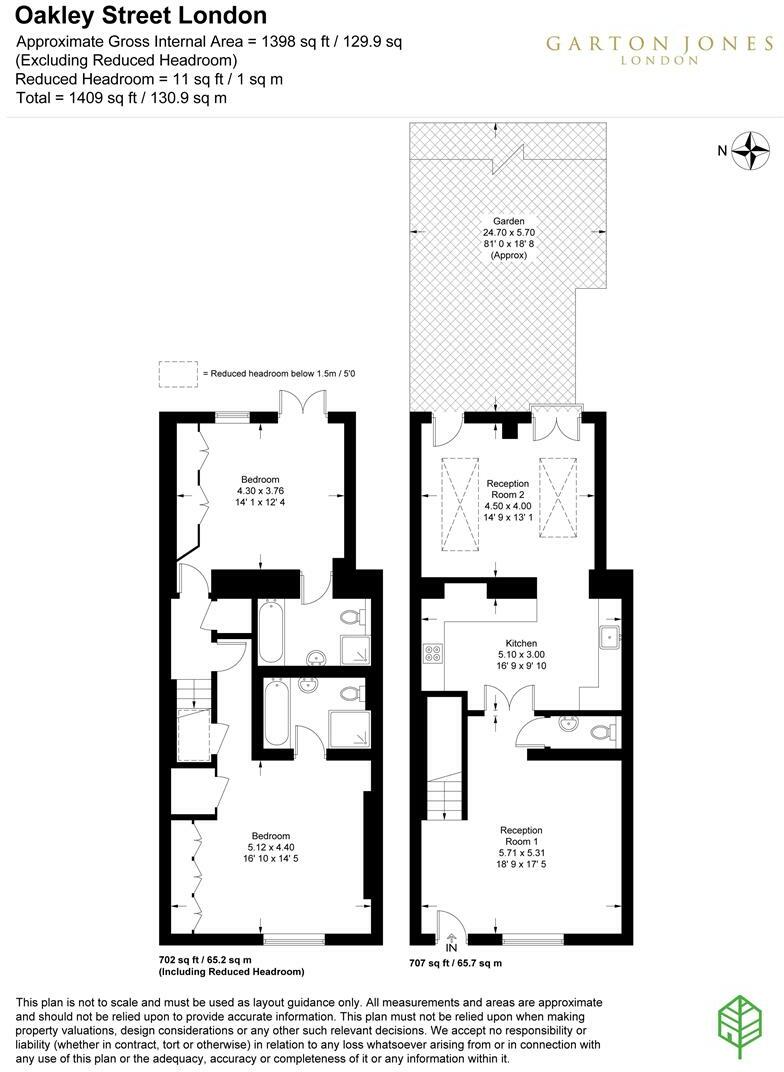 Oakley Street London
Approximate Gross Internal Area = 1398 sq ft / 129.9 sq
(Excluding Reduced Headroom)
Reduced Headroom = 11 sq ft / 1 sq m
Total = 1409 sq ft / 130.9 sq m
GARTON JONES
LONDON
N
Garden
24.70 x 5.70
81' 0 x 18' 8
(Approx)
= Reduced headroom below 1.5m / 5'0
Bedroom
4.30 x 3.76
14' 1 x 12' 4
Reception
Room 2
4.50 x 4.00
14' 9 x 13' 1
Kitchen
5.10 x 3.00
16' 9 x 9' 10
Bedroom
5.12 x 4.40
16' 10 x 14' 5
Reception
Room 1
5.71 x 5.31
18' 9 x 17' 5
IN
702 sq ft / 65.2 sq m
(Including Reduced Headroom)
707 sq ft / 65.7 sq m
This plan is not to scale and must be used as layout guidance only. All measurements and areas are approximate
and should not be relied upon to provide accurate information. This plan must not be relied upon when making
property valuations, design considerations or any other such relevant decisions. We accept no responsibility or
liability (whether in contract, tort or otherwise) in relation to any loss whatsoever arising from or in connection with
any use of this plan or the adequacy, accuracy or completeness of it or any information within it.